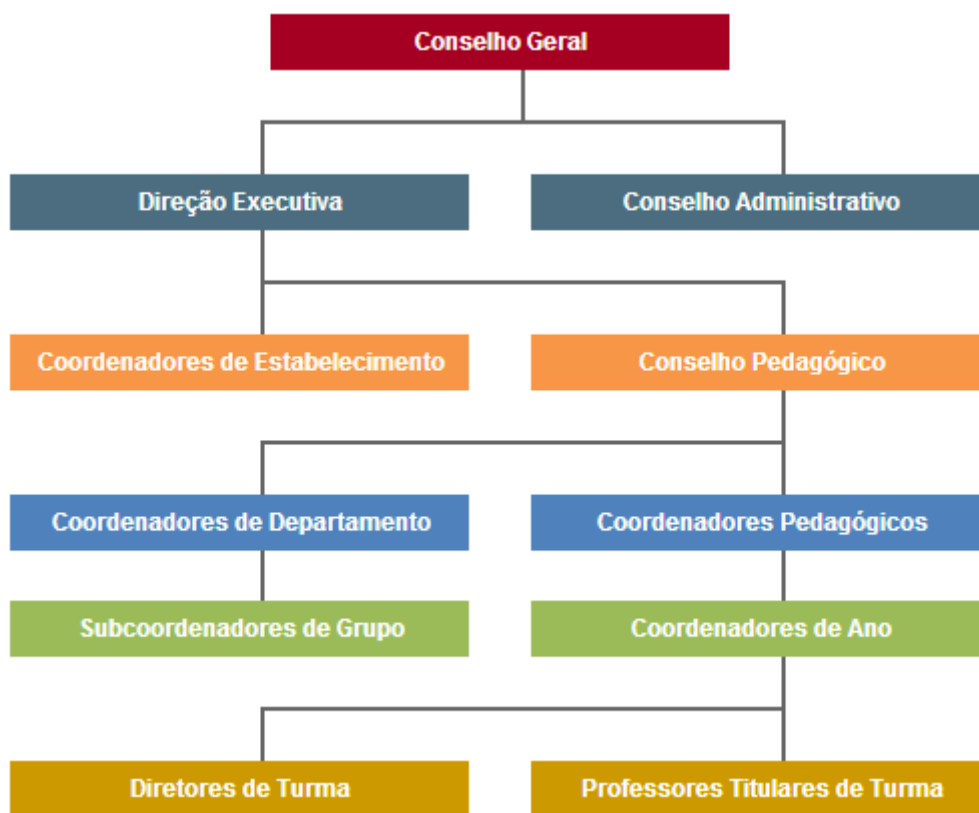 Conselho Geral
Direção Executiva
Conselho Administrativo
Coordenadores de Estabelecimento
Conselho Pedagógico
Coordenadores de Departamento
Coordenadores Pedagógicos
Subcoordenadores de Grupo
Coordenadores de Ano
Diretores de Turma
Professores Titulares de Turma